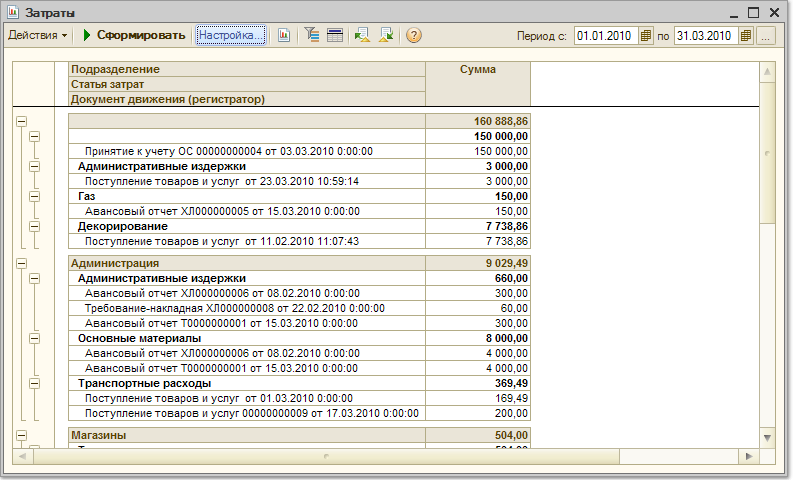 Затраты
Действия Сформировать Настройка... Период с: 01.01.2010 по 31.03.2010 ...
Подразделение Сумма
Статья затрат
Документ движения (регистратор)
160 888,86
150 000,00
Принятие к учету ОС 00000000004 от 03.03.2010 0:00:00 150 000,00
Административные издержки 3 000,00
Поступление товаров и услуг от 23.03.2010 10:59:14 3 000,00
Газ 150,00
Авансовый отчет ХЛ000000005 от 15.03.2010 0:00:00 150,00
Декорирование 7 738,86
Поступление товаров и услуг от 11.02.2010 11:07:43 7 738,86
Администрация 9 029,49
Административные издержки 660,00
Авансовый отчет ХЛ000000006 от 08.02.2010 0:00:00 300,00
Требование-накладная ХЛ000000008 от 22.02.2010 0:00:00 60,00
Авансовый отчет Т0000000001 от 15.03.2010 0:00:00 300,00
Основные материалы 8 000,00
Авансовый отчет ХЛ000000006 от 08.02.2010 0:00:00 4 000,00
Авансовый отчет Т0000000001 от 15.03.2010 0:00:00 4 000,00
Транспортные расходы 369,49
Поступление товаров и услуг от 01.03.2010 0:00:00 169,49
Поступление товаров и услуг 00000000009 от 17.03.2010 0:00:00 200,00
Магазины 504,00